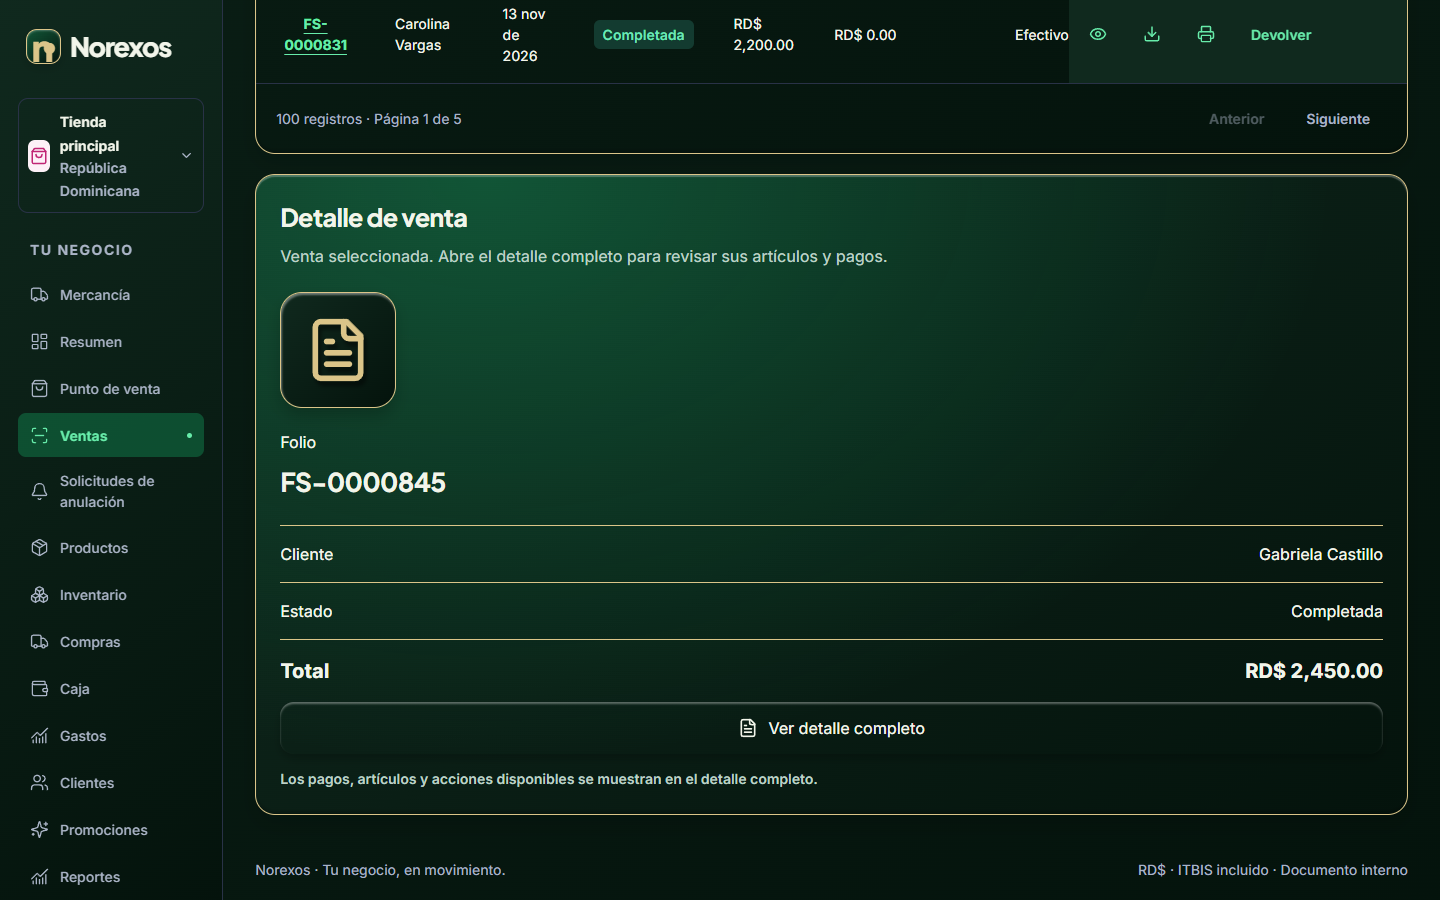 Norexos
Tienda
principal
República
Dominicana
TU NEGOCIO
Mercancía
Resumen
Punto de venta
Ventas
Solicitudes de
anulación
Productos
Inventario
Compras
Caja
Gastos
Clientes
Promociones
Reportes
FS-
0000831
Carolina
Vargas
13 nov
de
2026
Completada
RD$
2,200.00
RD$ 0.00
Efectivo
Devolver
100 registros · Página 1 de 5
Anterior
Siguiente
Detalle de venta
Venta seleccionada. Abre el detalle completo para revisar sus artículos y pagos.
Folio
FS-0000845
Cliente
Gabriela Castillo
Estado
Completada
Total
RD$ 2,450.00
Ver detalle completo
Los pagos, artículos y acciones disponibles se muestran en el detalle completo.
Norexos · Tu negocio, en movimiento.
RD$ · ITBIS incluido · Documento interno